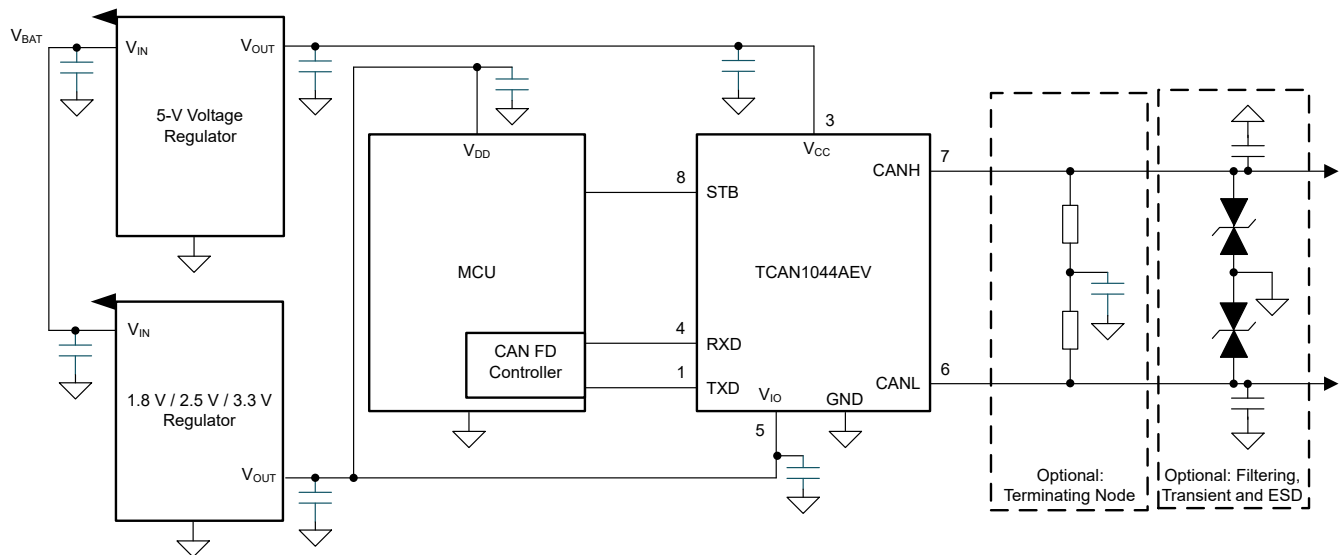 VBAT
VIN
VOUT
5-V Voltage
Regulator
VIN
1.8 V / 2.5 V / 3.3 V
Regulator
VOUT
VDD
MCU
CAN FD
Controller
8
4
1
3
VCC
STB
CANH
7
TCAN1044AEV
RXD
TXD
VIO
GND
CANL
6
5
Optional:
Terminating Node
Optional: Filtering,
Transient and ESD